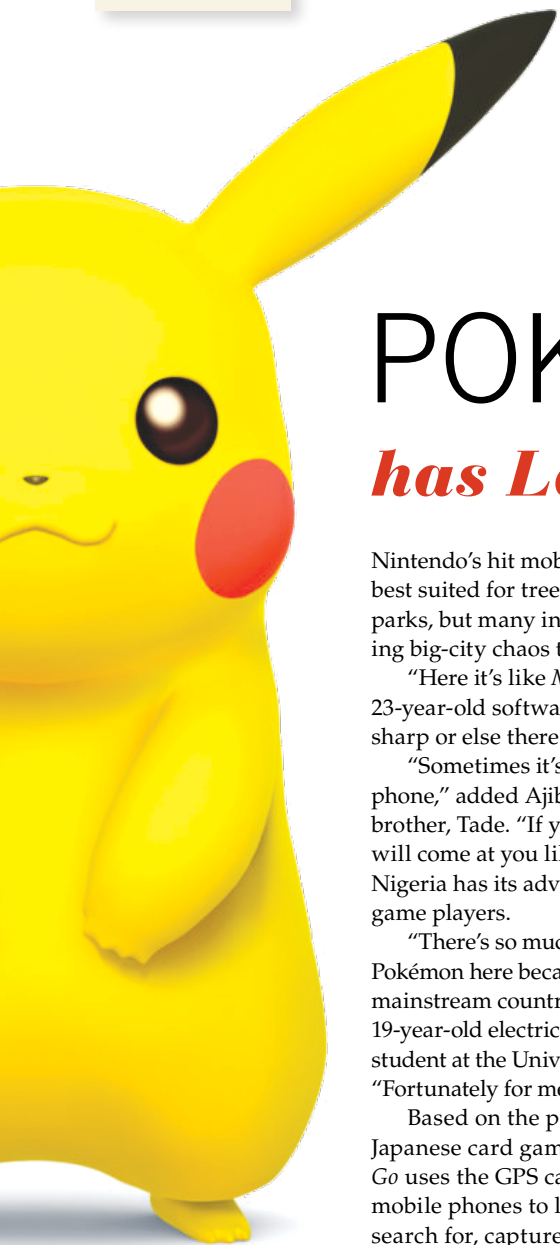 POK
has L
Nintendo’s hit mob
best suited for tree
parks, but many in
ing big-city chaos t
“Here it’s like M
23-year-old softwa
sharp or else there
“Sometimes it’s
phone,” added Ajib
brother, Tade. “If y
will come at you li
Nigeria has its adv
game players.
“There’s so muc
Pokémon here beca
mainstream countr
19-year-old electric
student at the Univ
“Fortunately for me
Based on the p
Japanese card gam
Go uses the GPS ca
mobile phones to l
search for, capture